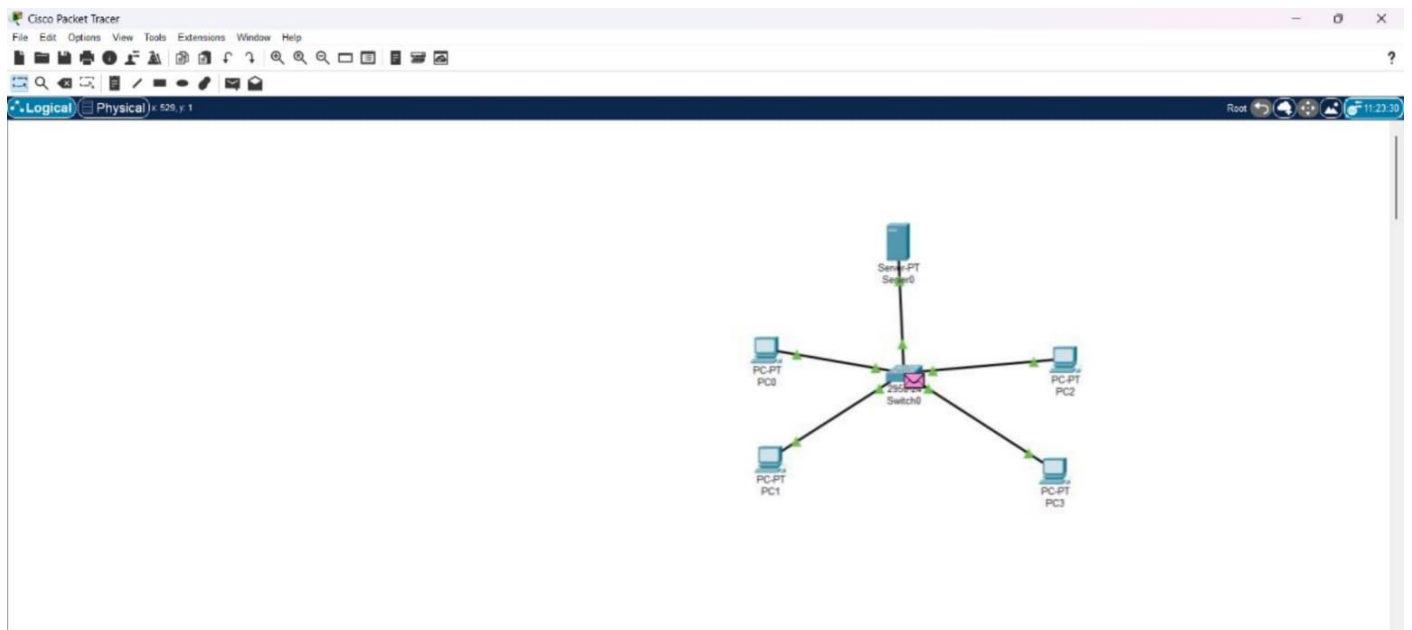 Cisco Packet Tracer
File Edit Options View Tools Extensions Window Help
?
Logical Physical x: 529, y: 1
Root 11:23:30
Server-PT
Server0
PC-PT
PC0
PC-PT
PC2
Switch0
PC-PT
PC1
PC-PT
PC3